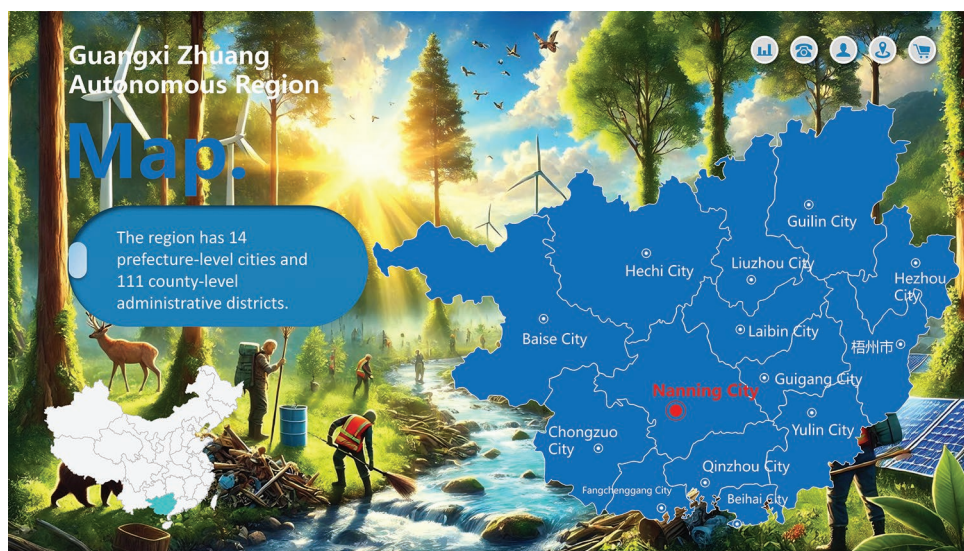 Guangxi Zhuang
Autonomous Region
Map.
The region has 14
prefecture-level cities and
111 county-level
administrative districts.
Guilin City
Hechi City
Liuzhou City
Hezhou
City
Baise City
Laibin City
梧州市
Guigang City
Nanning City
Chongzuo
City
Yulin City
Qinzhou City
Fangchenggang City
Beihai City